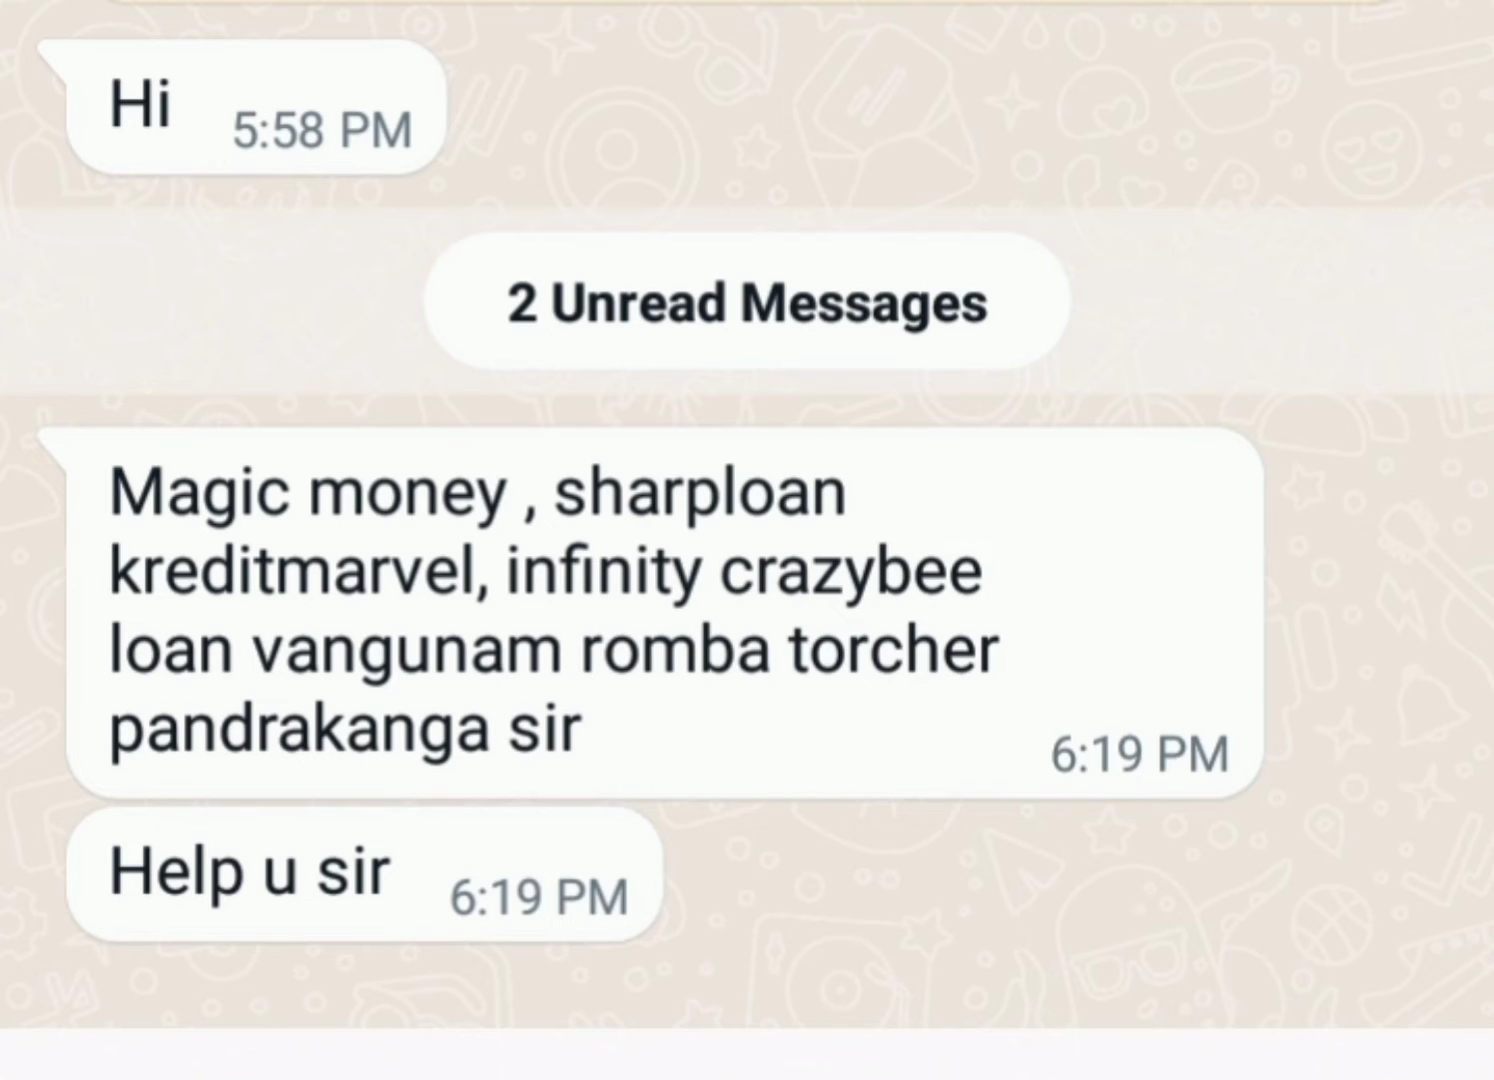 Hi
5:58 PM
2 Unread Messages
Magic money , sharploan
kreditmarvel, infinity crazybee
loan vangunam romba torcher
pandrakanga sir
6:19 PM
Help u sir
6:19 PM